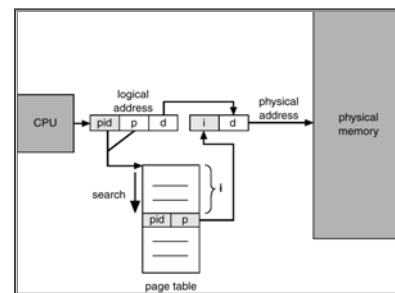 logical
address
physical
address
physical
memory
CPU
pid
p
d
i
d
search
i
pid
p
page table